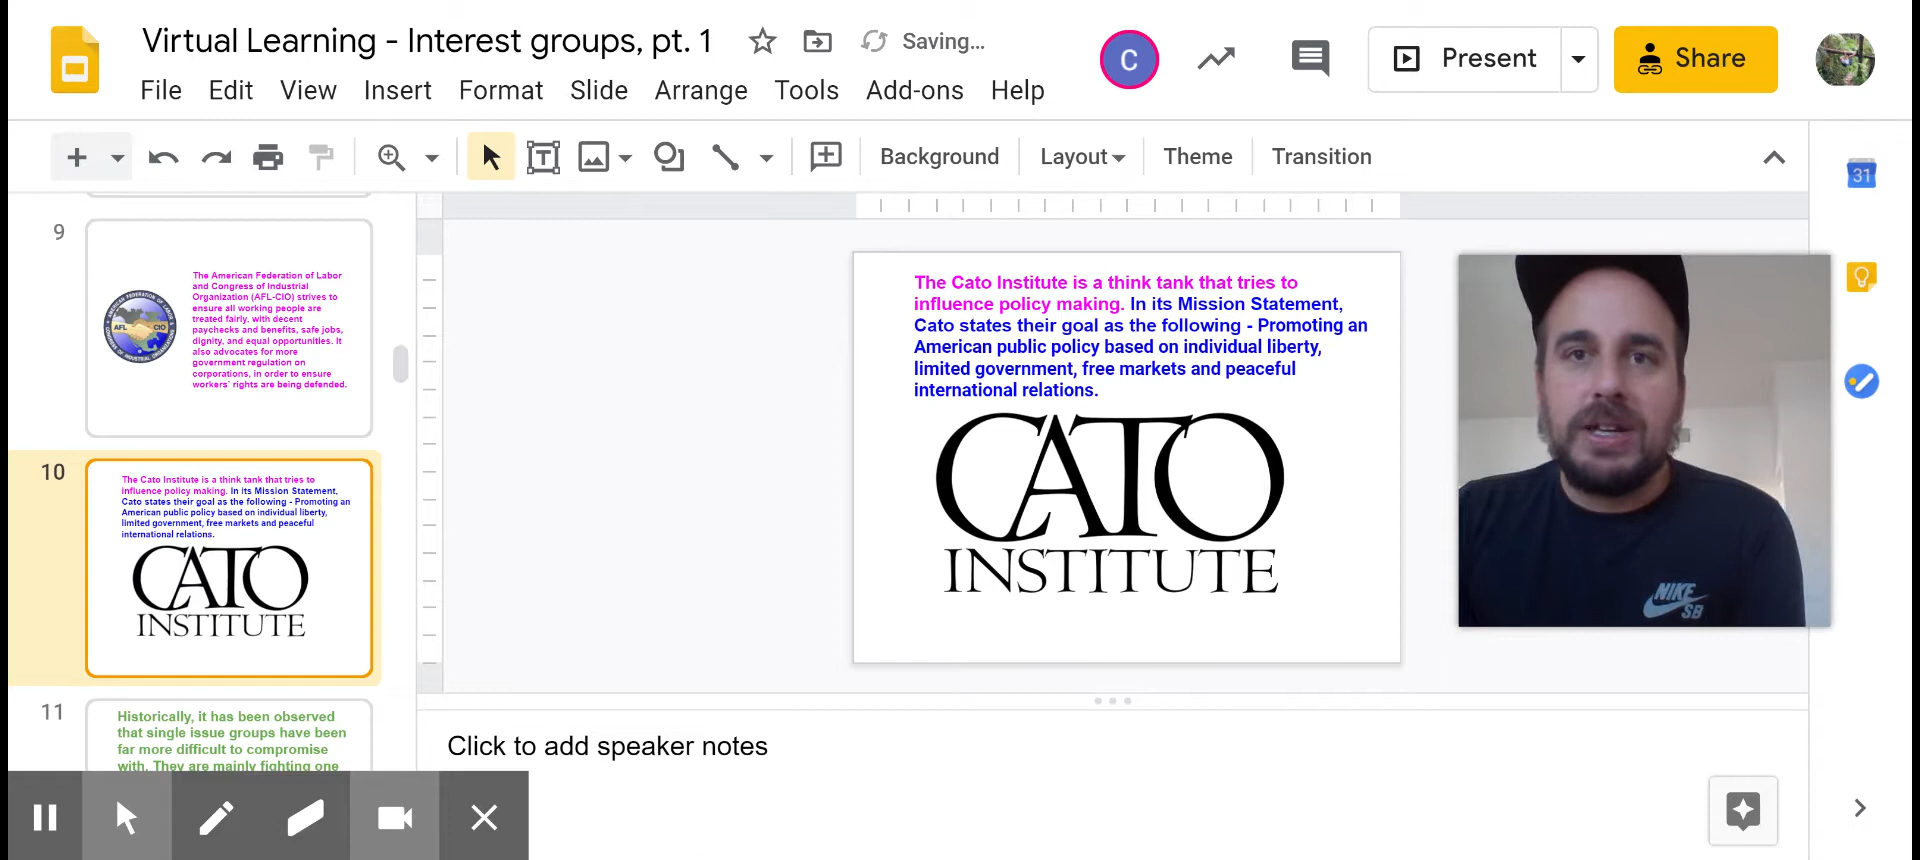 Virtual Learning - Interest groups, pt. 1
Saving...
C
Present
Share
File Edit View Insert Format Slide Arrange Tools Add-ons Help
Background Layout Theme Transition
31
9
The American Federation of Labor
and Congress of Industrial
Organization (AFL-CIO) strives to
ensure all working people are
treated fairly, with decent
paychecks and benefits, safe jobs,
dignity, and equal opportunities. It
also advocates for more
government regulation on
corporations, in order to ensure
workers' rights are being defended.
AFL CIO
10
The Cato Institute is a think tank that tries to
influence policy making. In its Mission Statement,
Cato states their goal as the following - Promoting an
American public policy based on individual liberty,
limited government, free markets and peaceful
international relations.
CATO
INSTITUTE
11
Historically, it has been observed
that single issue groups have been
far more difficult to compromise
with. They are mainly fighting one
The Cato Institute is a think tank that tries to
influence policy making. In its Mission Statement,
Cato states their goal as the following - Promoting an
American public policy based on individual liberty,
limited government, free markets and peaceful
international relations.
CATO
INSTITUTE
NIKE
SB
Click to add speaker notes